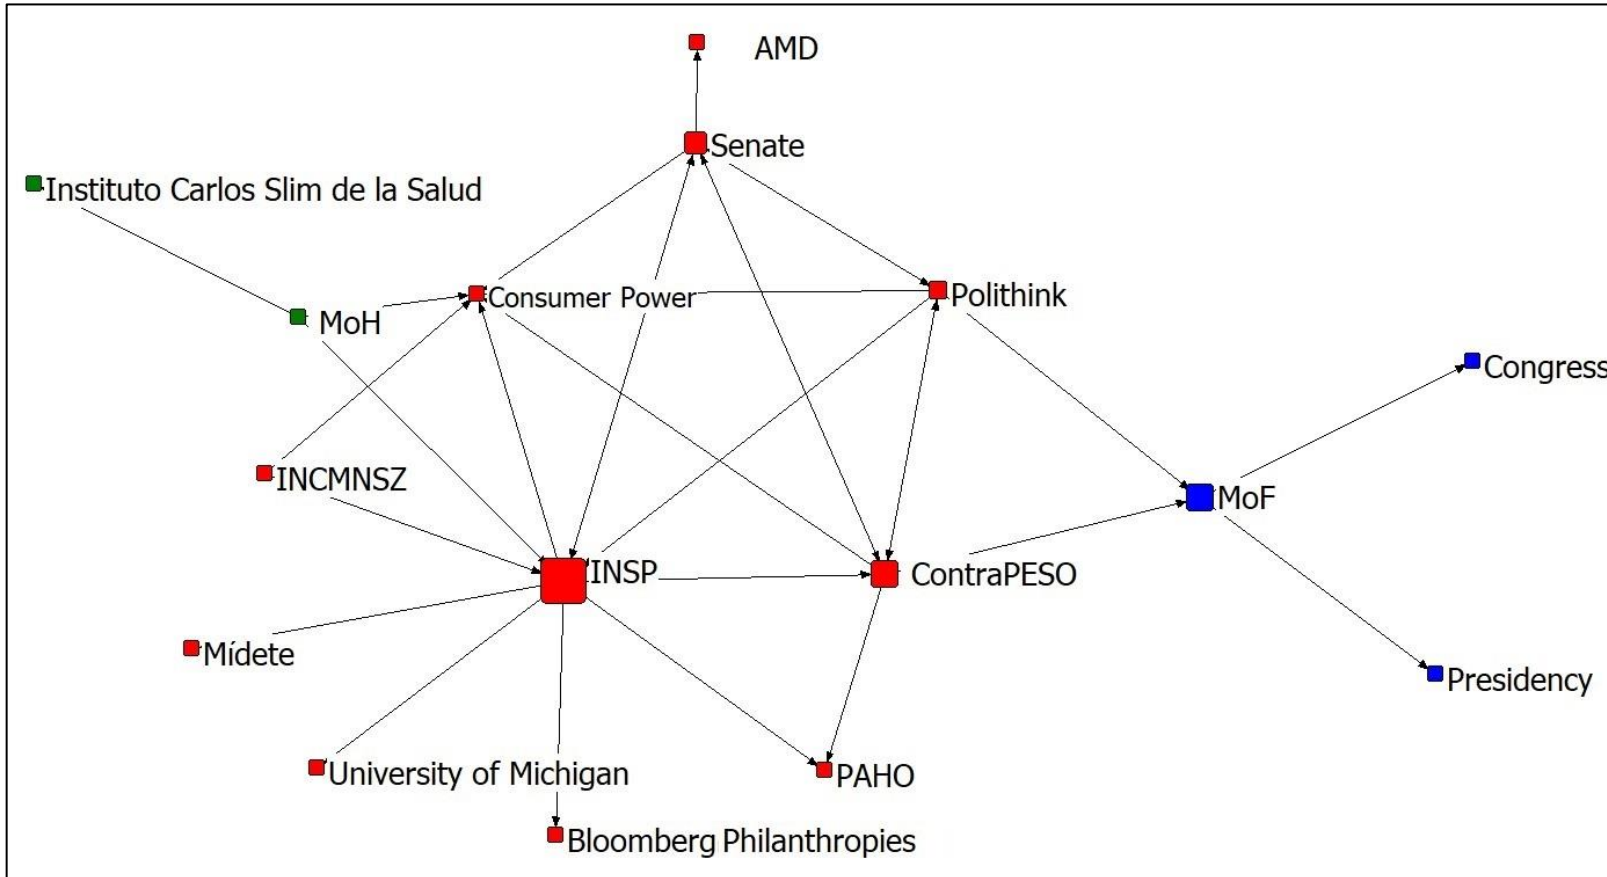 AMD
Senate
Instituto Carlos Slim de la Salud
Consumer Power
Polithink
MoH
Congress
INCMNSZ
MoF
INSP
ContraPESO
Mídete
Presidency
University of Michigan
PAHO
Bloomberg Philanthropies